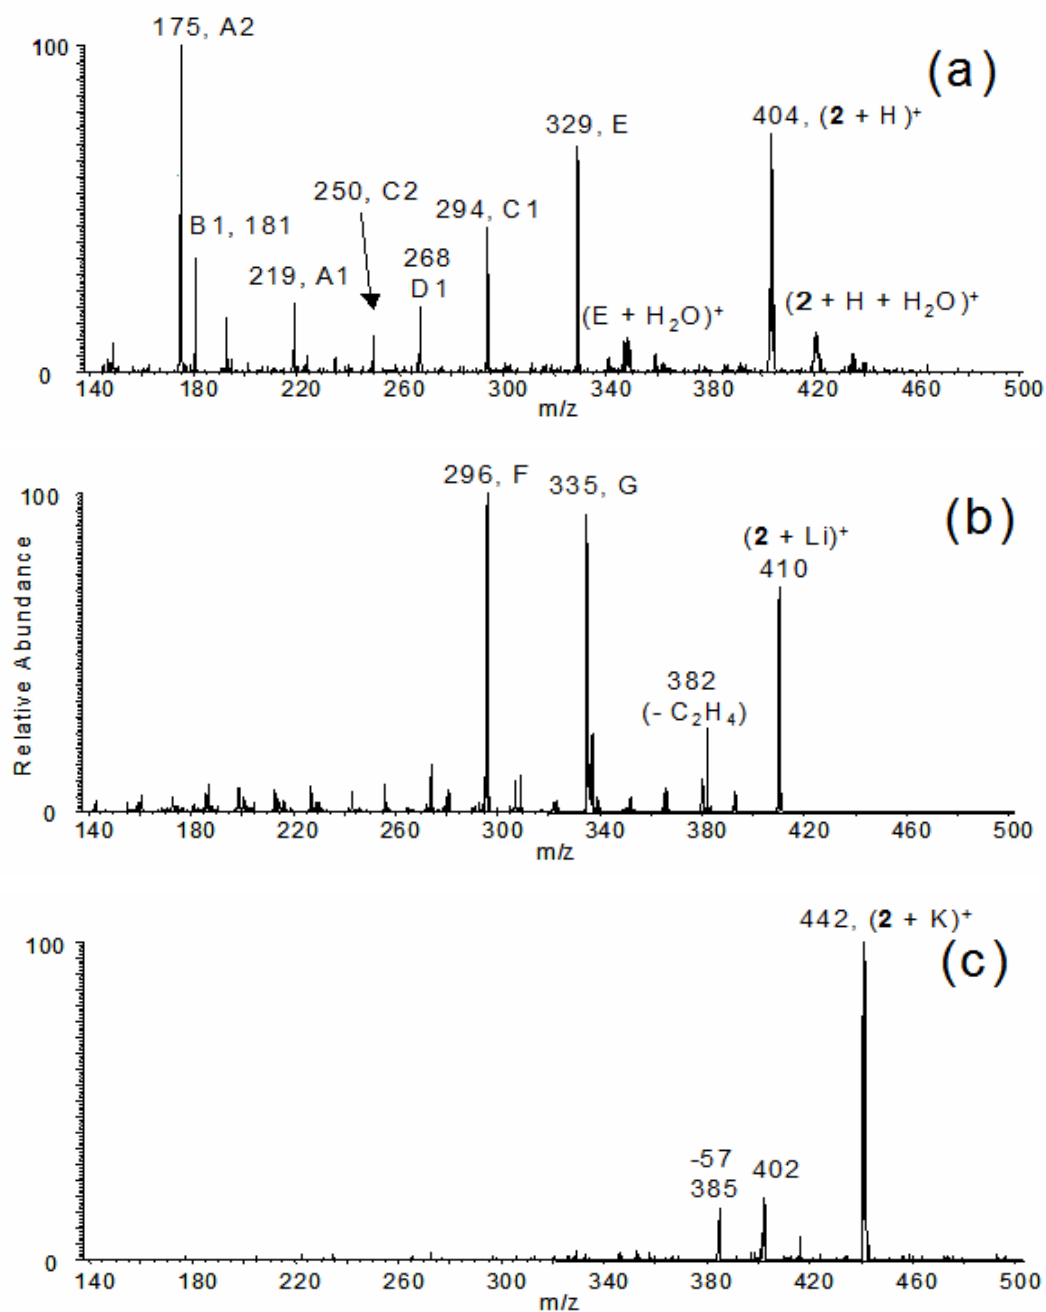 175, A2
100
(a)
404, (2 + H)⁺
329, E
250, C2
294, C1
B1, 181
268
D1
219, A1
(E + H₂O)⁺
(2 + H + H₂O)⁺
0
140 180 220 260 300 340 380 420 460 500
m/z
296, F
335, G
100
(b)
(2 + Li)⁺
410
382
(- C₂H₄)
Relative Abundance
0
140 180 220 260 300 340 380 420 460 500
m/z
442, (2 + K)⁺
100
(c)
-57
385
402
0
140 180 220 260 300 340 380 420 460 500
m/z